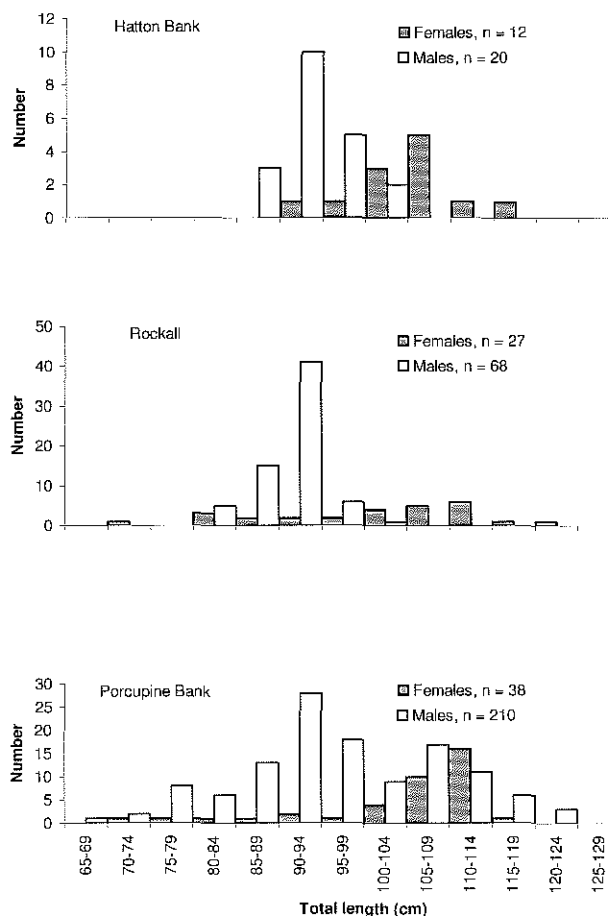 Hatton Bank
Females, n = 12
Males, n = 20
Number
12
10
8
6
4
2
0
Rockall
Females, n = 27
Males, n = 68
Number
50
40
30
20
10
0
Porcupine Bank
Females, n = 38
Males, n = 210
Number
30
25
20
15
10
5
0
65-69
70-74
75-79
80-84
85-89
90-94
95-99
100-104
105-109
110-114
115-119
120-124
125-129
Total length (cm)